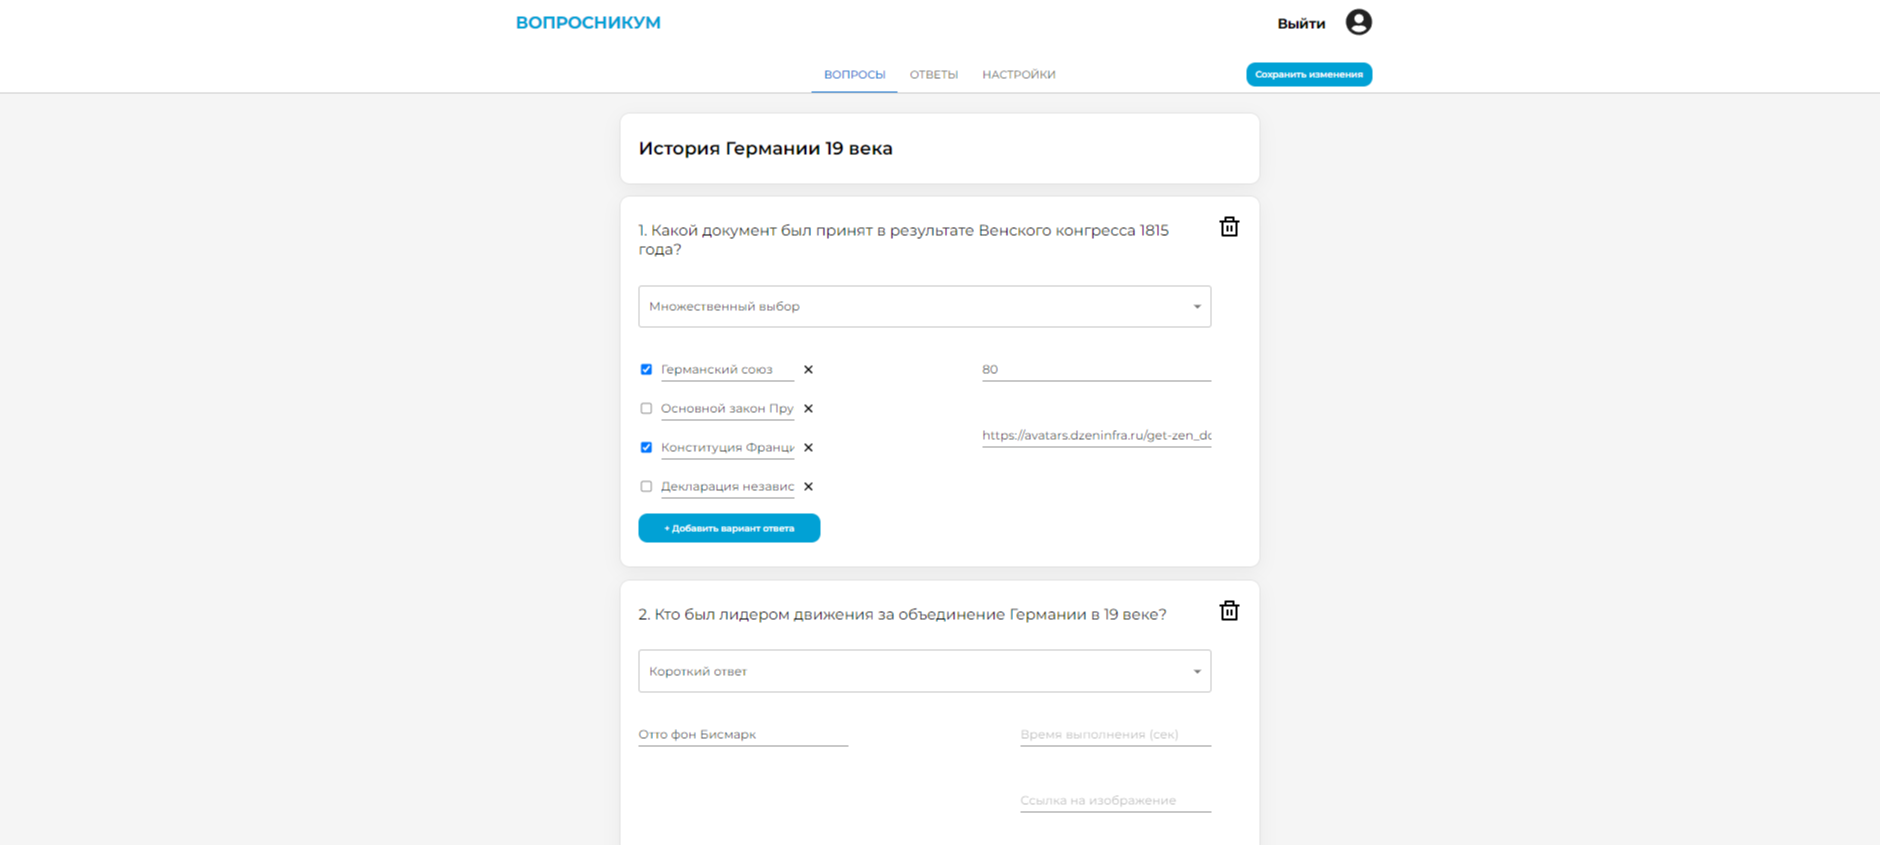 ВОПРОСНИКУМ
Выйти
ВОПРОСЫ ОТВЕТЫ НАСТРОЙКИ
Сохранить изменения
История Германии 19 века
1. Какой документ был принят в результате Венского конгресса 1815
года?
Множественный выбор
Германский союз
80
Основной закон Пру
https://avatars.dzeninfra.ru/get-zen_dc
Конституция Франци
Декларация независ
+ Добавить вариант ответа
2. Кто был лидером движения за объединение Германии в 19 веке?
Короткий ответ
Отто фон Бисмарк
Время выполнения (сек)
Ссылка на изображение